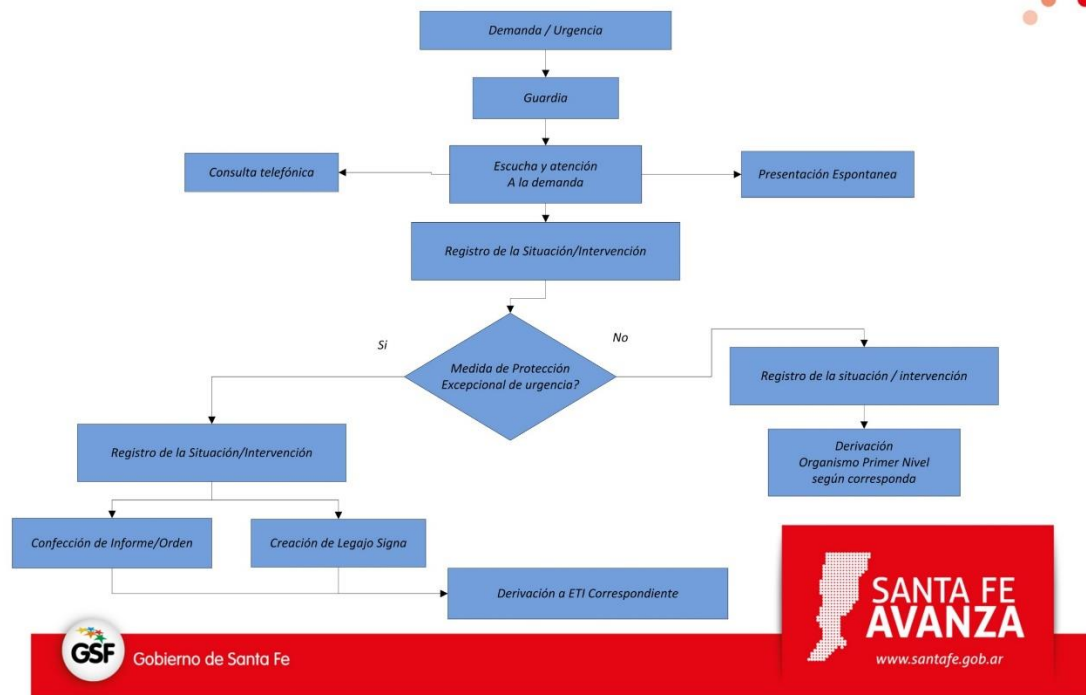 Demanda / Urgencia
Guardia
Escucha y atención
A la demanda
Consulta telefónica
Presentación Espontanea
Registro de la Situación/Intervención
Si
No
Medida de Protección
Excepcional de urgencia?
Registro de la situación / intervención
Registro de la Situación/Intervención
Derivación
Organismo Primer Nivel
según corresponda
Confección de Informe/Orden
Creación de Legajo Signa
Derivación a ETI Correspondiente
SANTA FE
AVANZA
www.santafe.gob.ar
GSF
Gobierno de Santa Fe